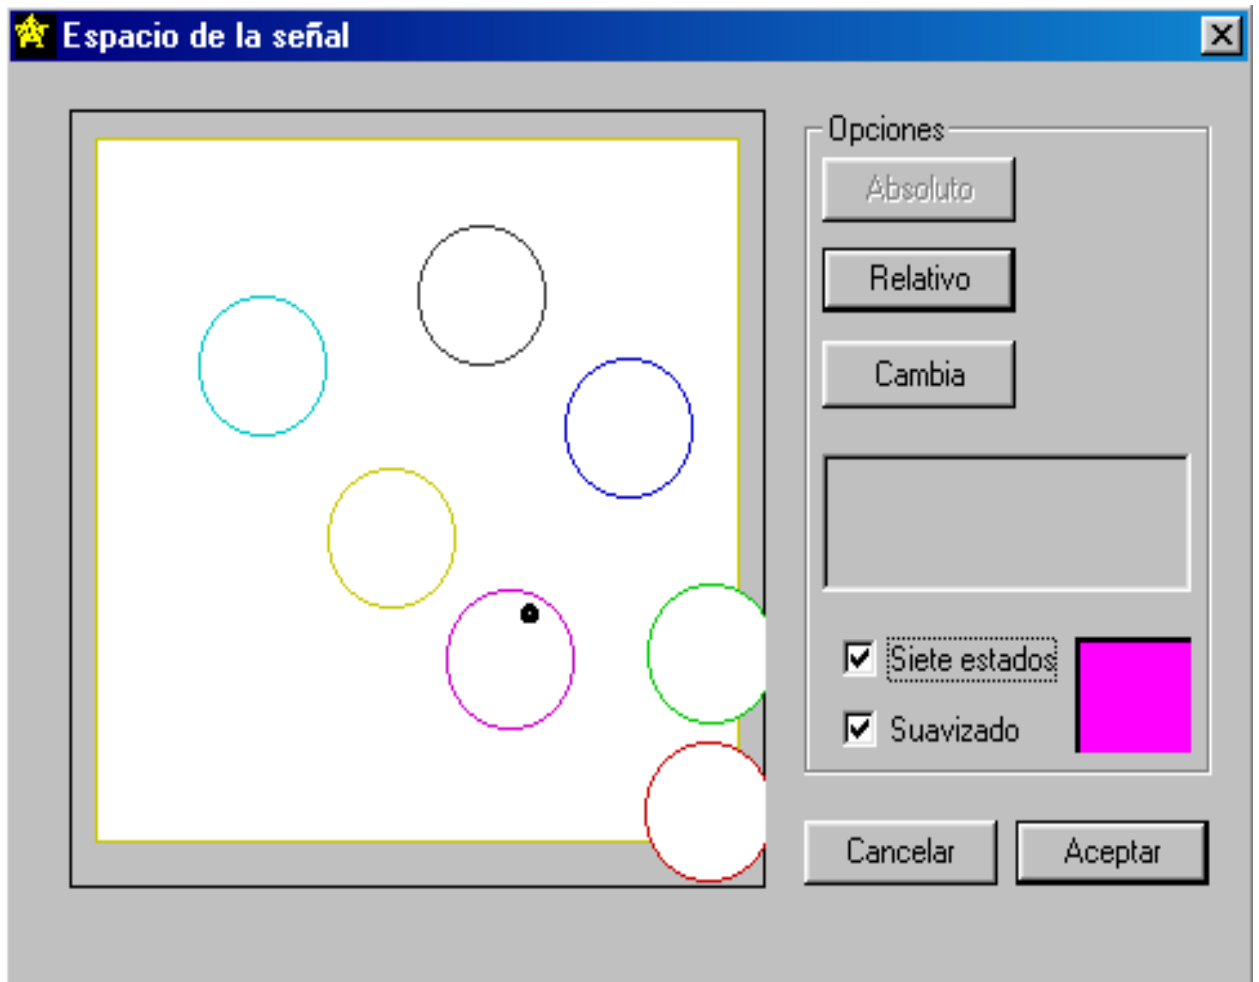 Espacio de la señal
Opciones
Absoluto
Relativo
Cambia
Siete estados
Suavizado
Cancelar
Aceptar